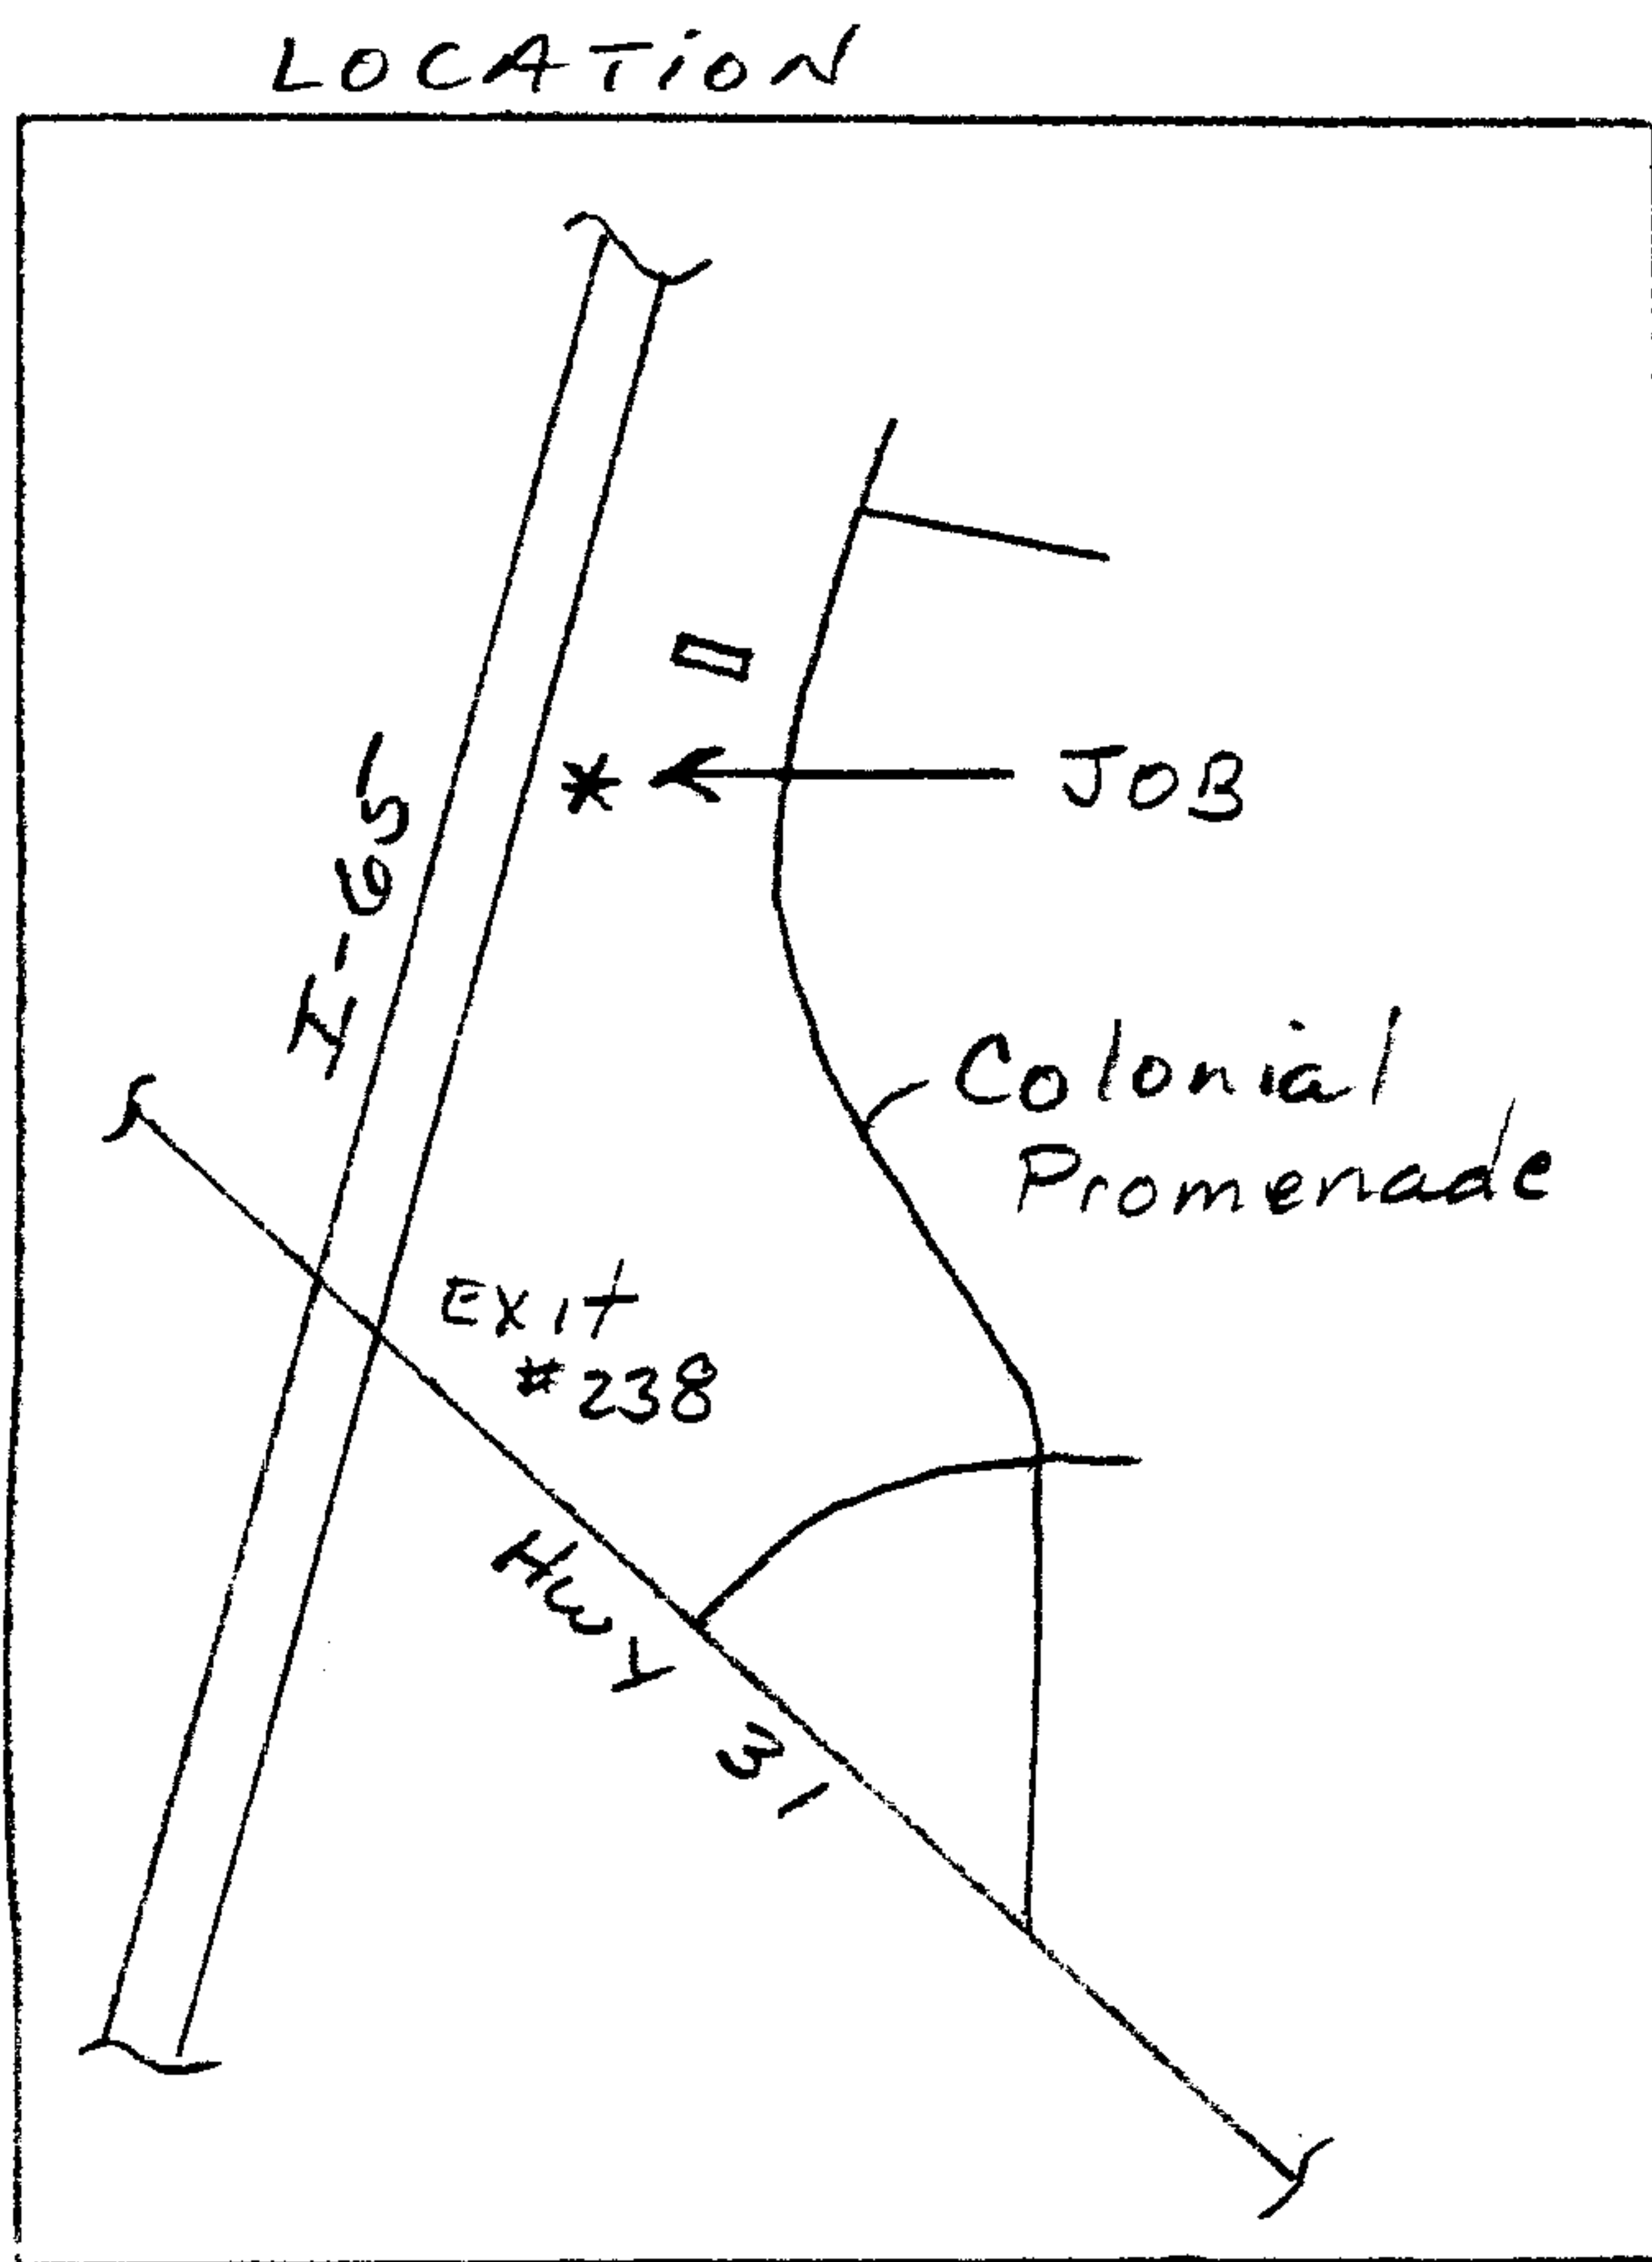 LOCATION
JOB
I-65
Colonial
Promenade
Exit
#238
Hwy 31